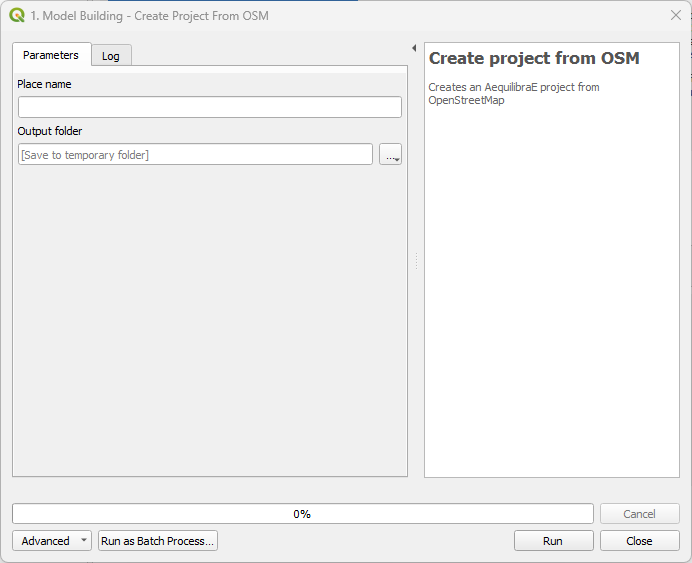 1. Model Building - Create Project From OSM
Parameters
Log
Place name
Output folder
[Save to temporary folder]
...
Create project from OSM
Creates an AequilibraE project from
OpenStreetMap
0%
Cancel
Advanced
Run as Batch Process...
Run
Close